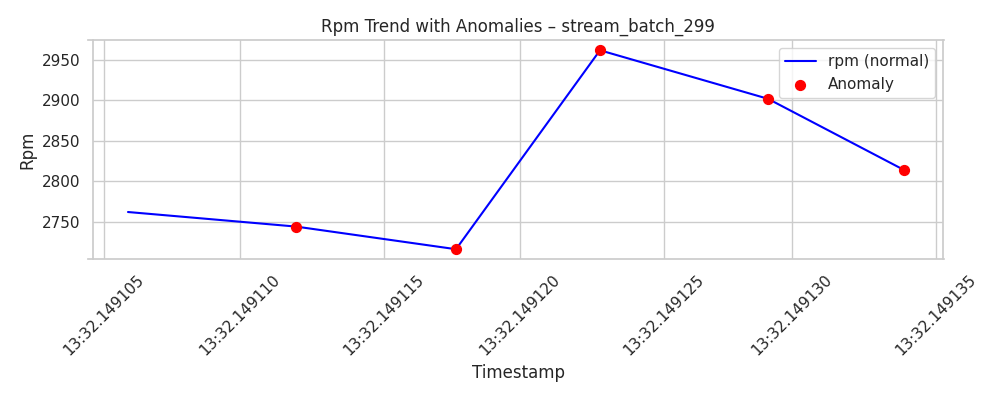 Rpm Trend with Anomalies – stream_batch_299
rpm (normal)
Anomaly
Rpm
2950
2900
2850
2800
2750
13:32.149105
13:32.149110
13:32.149115
13:32.149120
13:32.149125
13:32.149130
13:32.149135
Timestamp